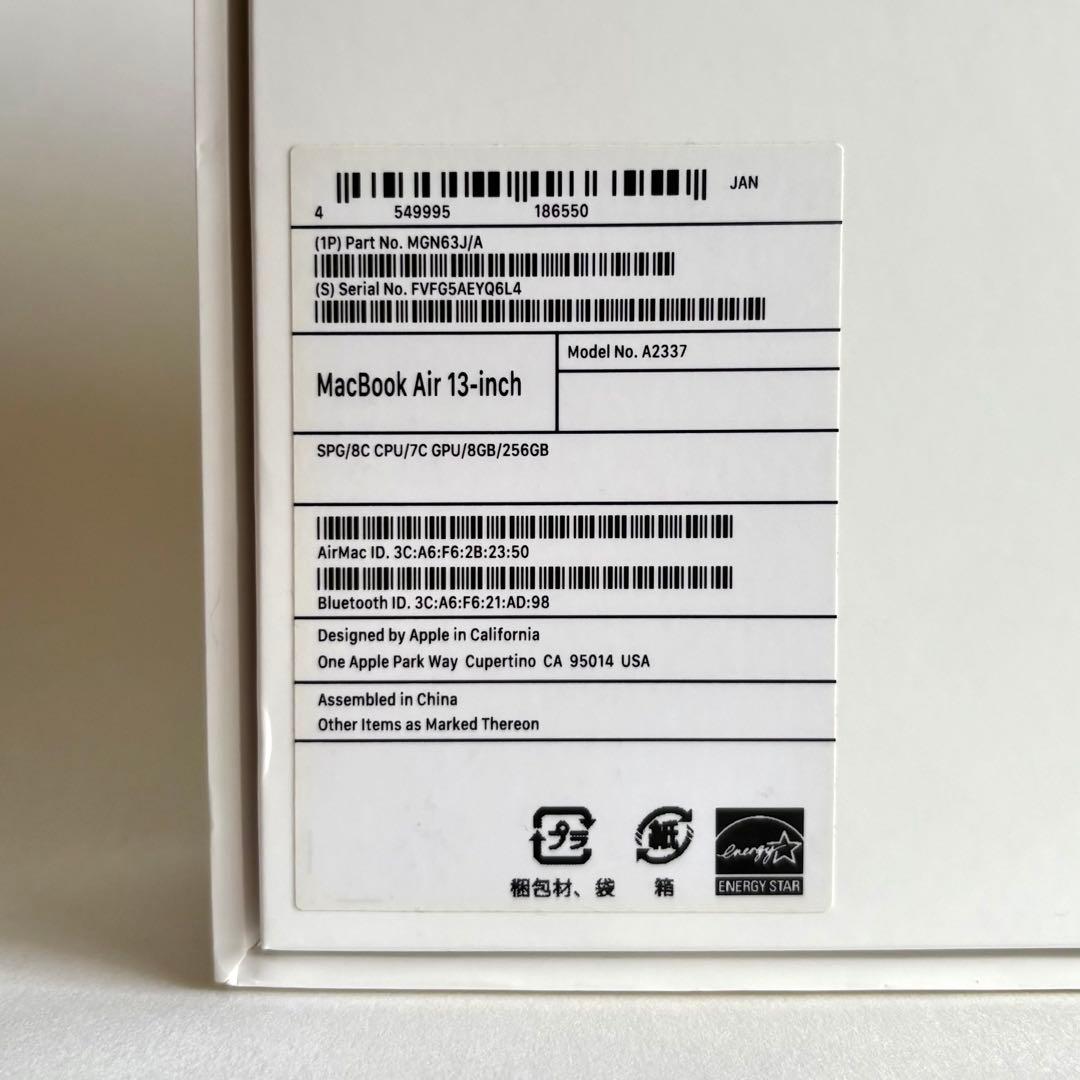 JAN
4 549995 186550
(1P) Part No. MGN63J/A
(S) Serial No. FVFG5AEYQ6L4
MacBook Air 13-inch
Model No. A2337
SPG/8C CPU/7C GPU/8GB/256GB
AirMac ID. 3C:A6:F6:2B:23:50
Bluetooth ID. 3C:A6:F6:21:AD:98
Designed by Apple in California
One Apple Park Way Cupertino CA 95014 USA
Assembled in China
Other Items as Marked Thereon
プラ
梱包材、袋
紙
箱
energy
ENERGY STAR